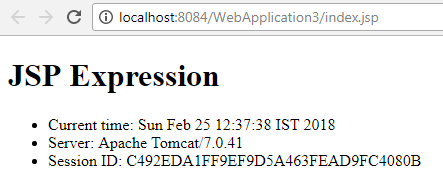 localhost:8084/WebApplication3/index.jsp
JSP Expression
Current time: Sun Feb 25 12:37:38 IST 2018
Server: Apache Tomcat/7.0.41
Session ID: C492EDA1FF9EF9D5A463FEAD9FC4080B